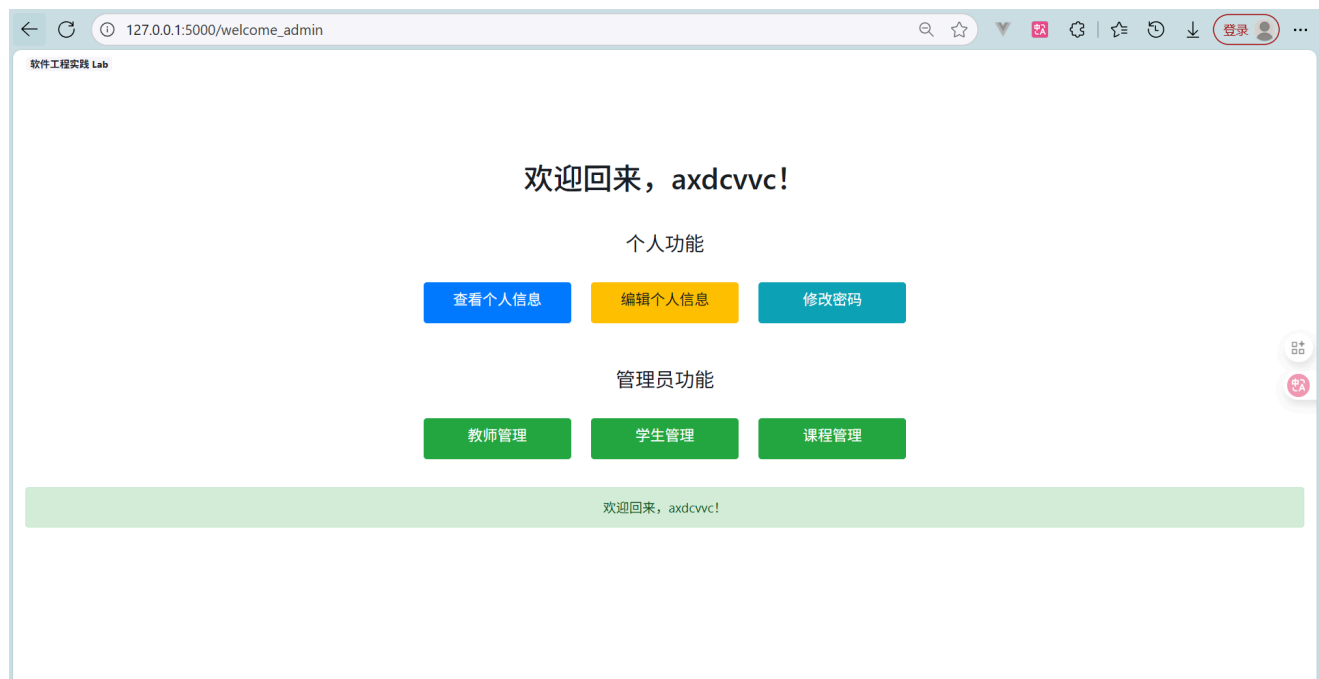 127.0.0.1:5000/welcome_admin
登录
软件工程实践 Lab
欢迎回来，axdcvvc！
个人功能
查看个人信息 编辑个人信息 修改密码
管理员功能
教师管理 学生管理 课程管理
欢迎回来，axdcvvc！